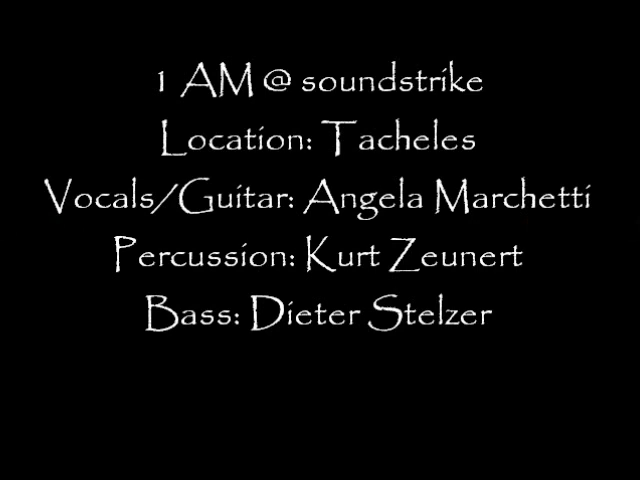 1 AM @ soundstrike
Location: Tacheles
Vocals/Guitar: Angela Marchetti
Percussion: Kurt Zeunert
Bass: Dieter Stelzer